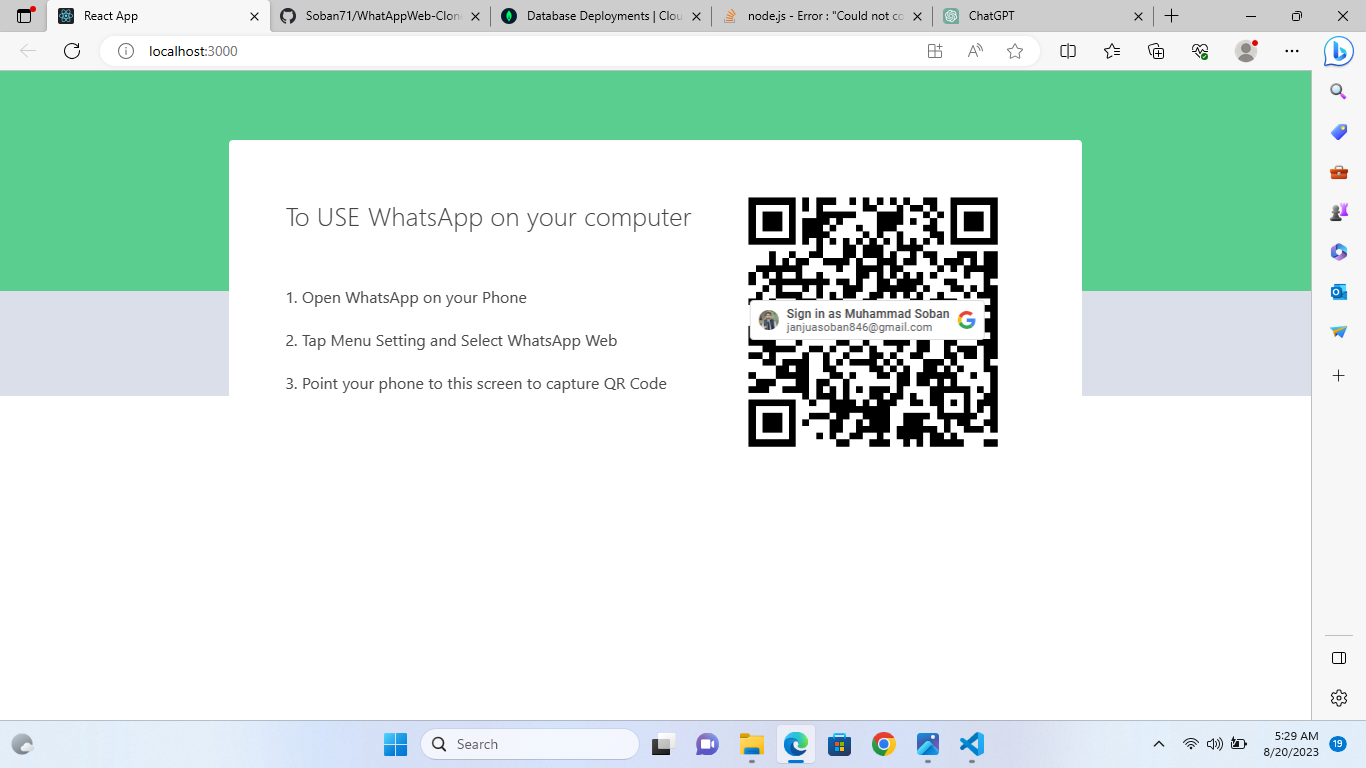 React App
Soban71/WhatAppWeb-Clon
Database Deployments | Clou
node.js - Error : "Could not co
ChatGPT
localhost:3000
To USE WhatsApp on your computer
1. Open WhatsApp on your Phone
2. Tap Menu Setting and Select WhatsApp Web
3. Point your phone to this screen to capture QR Code
Sign in as Muhammad Soban
janjuasoban846@gmail.com
Search
5:29 AM
8/20/2023
19